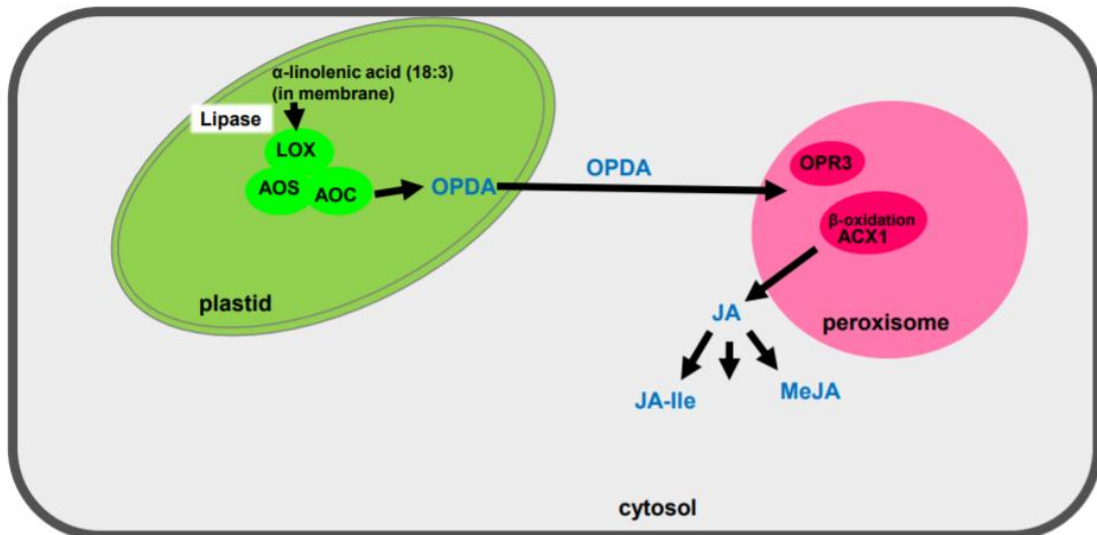 α-linolenic acid (18:3)
(in membrane)
Lipase
LOX
AOS
AOC
OPDA
OPDA
OPR3
β-oxidation
ACX1
plastid
JA
peroxisome
JA-Ile
MeJA
cytosol